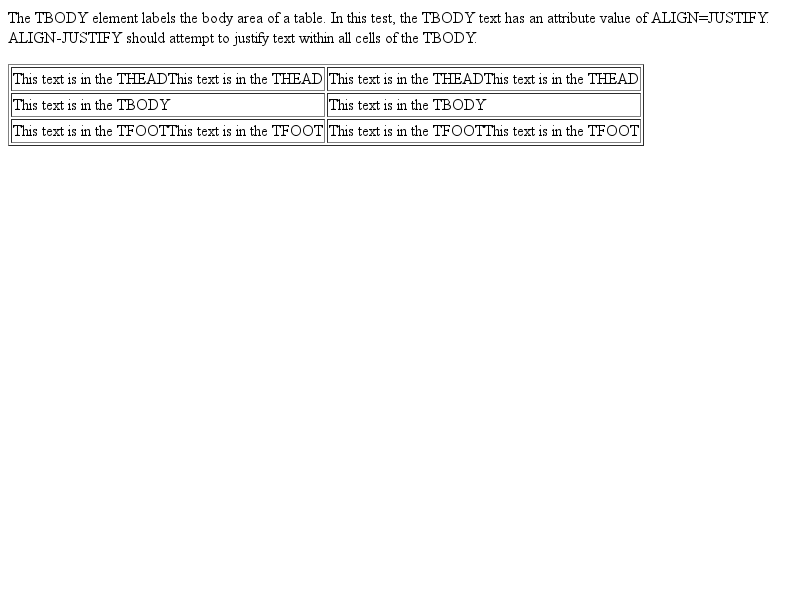 The TBODY element labels the body area of a table. In this test, the TBODY text has an attribute value of ALIGN=JUSTIFY.
ALIGN-JUSTIFY should attempt to justify text within all cells of the TBODY.
This text is in the THEADThis text is in the THEAD This text is in the THEADThis text is in the THEAD
This text is in the TBODY This text is in the TBODY
This text is in the TFOOTThis text is in the TFOOT This text is in the TFOOTThis text is in the TFOOT